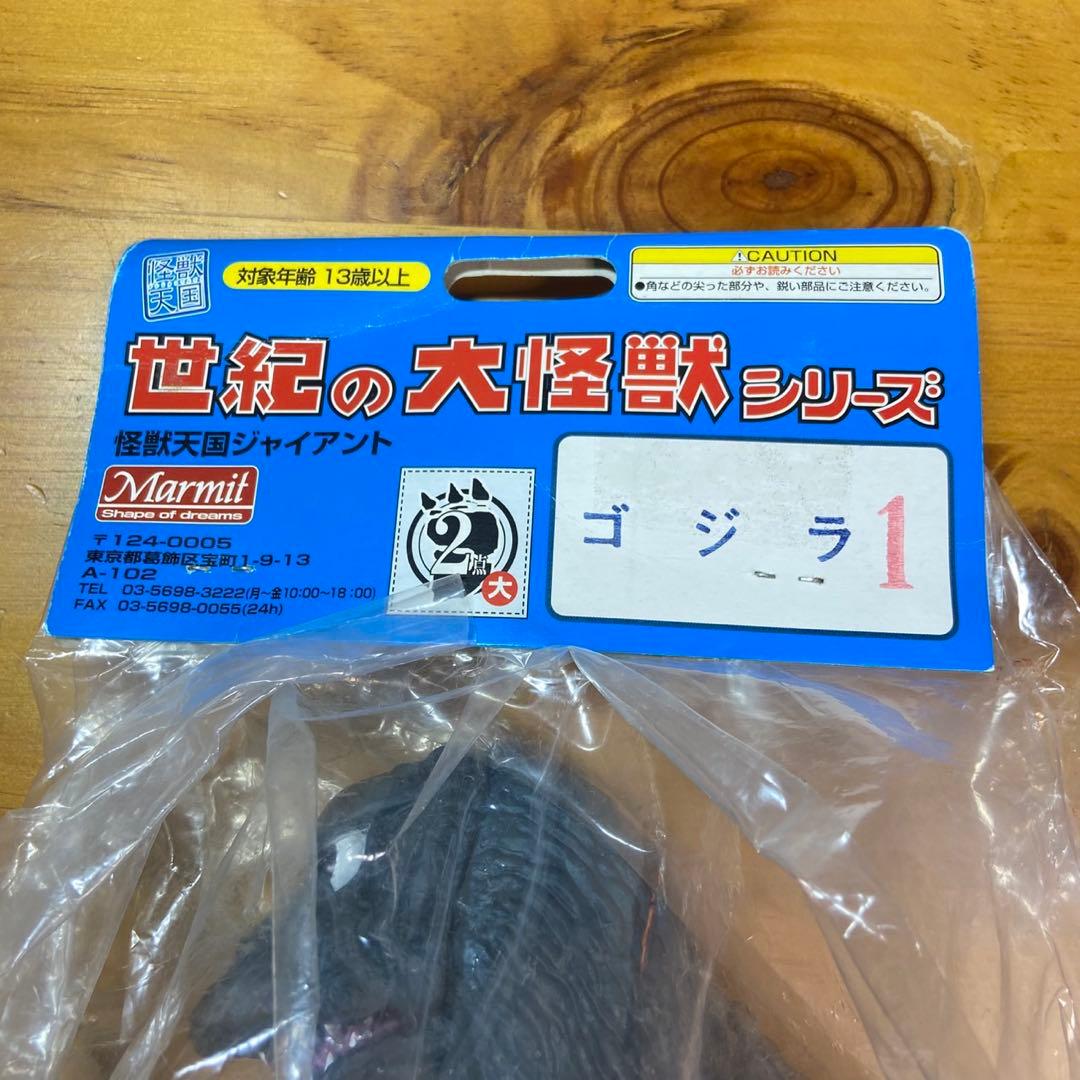 怪獣
天国
対象年齢 13歳以上
⚠CAUTION
必ずお読みください
●角などの尖った部分や、鋭い部品にご注意ください。
世紀の大怪獣シリーズ
怪獣天国ジャイアント
Marmit
Shape of dreams
〒124-0005
東京都葛飾区宝町1-9-13
A-102
TEL 03-5698-3222(月〜金10:00〜18:00)
FAX 03-5698-0055(24h)
2点
大
ゴジラ1